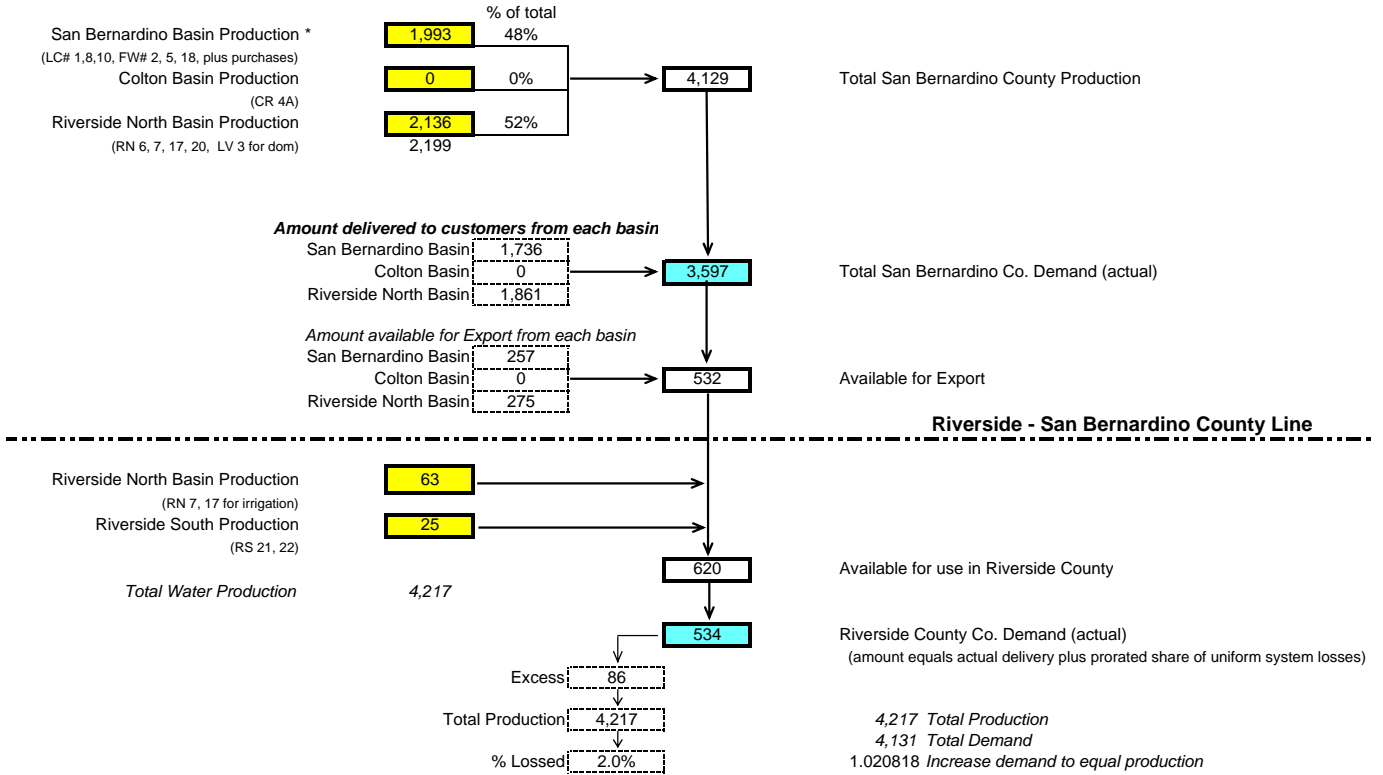 % of total
San Bernardino Basin Production * 1,993 48%
(LC# 1,8,10, FW# 2, 5, 18, plus purchases)
Colton Basin Production 0 0% 4,129 Total San Bernardino County Production
(CR 4A)
Riverside North Basin Production 2,136 52%
(RN 6, 7, 17, 20, LV 3 for dom) 2,199
Amount delivered to customers from each basin
San Bernardino Basin 1,736
Colton Basin 0 3,597 Total San Bernardino Co. Demand (actual)
Riverside North Basin 1,861
Amount available for Export from each basin
San Bernardino Basin 257
Colton Basin 0 532 Available for Export
Riverside North Basin 275
Riverside - San Bernardino County Line
Riverside North Basin Production 63
(RN 7, 17 for irrigation)
Riverside South Production 25
(RS 21, 22)
620 Available for use in Riverside County
Total Water Production 4,217
534 Riverside County Co. Demand (actual)
(amount equals actual delivery plus prorated share of uniform system losses)
Excess 86
Total Production 4,217 4,217 Total Production
4,131 Total Demand
% Lossed 2.0% 1.020818 Increase demand to equal production